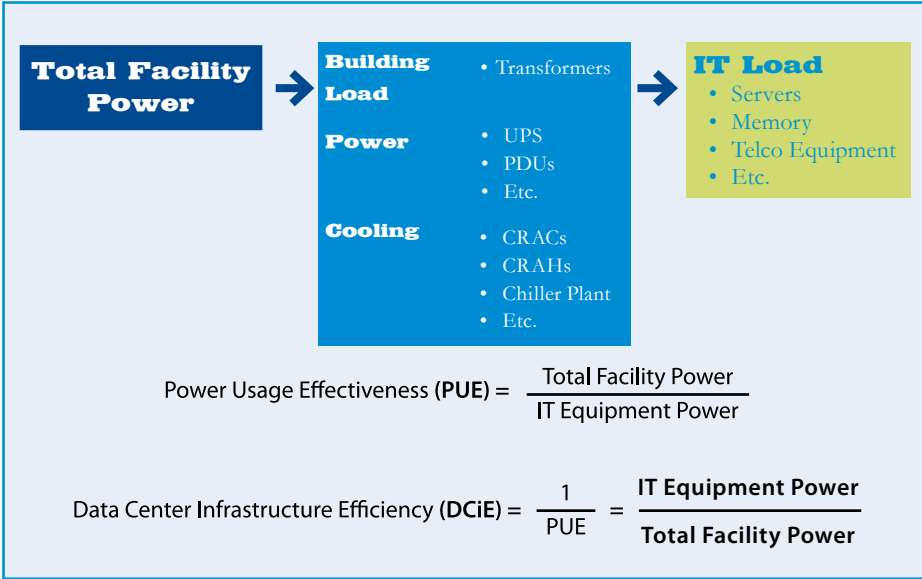 Total Facility
Power
Building
Load
• Transformers
Power
• UPS
• PDUs
• Etc.
Cooling
• CRACs
• CRAHs
• Chiller Plant
• Etc.
IT Load
• Servers
• Memory
• Telco Equipment
• Etc.
Power Usage Effectiveness (PUE) = Total Facility Power
IT Equipment Power
Data Center Infrastructure Efficiency (DCiE) = 1
PUE
= IT Equipment Power
Total Facility Power